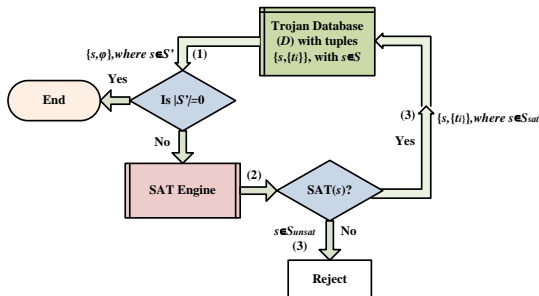 Trojan Database
(D) with tuples
{s,{ti}}, with s∈S
{s,φ},where s∈S'
(1)
Yes
End
Is |S'|=0
No
(3)
{s,{ti}},where s∈Ssat
Yes
SAT Engine
(2)
SAT(s)?
s∈Sunsat
No
(3)
Reject